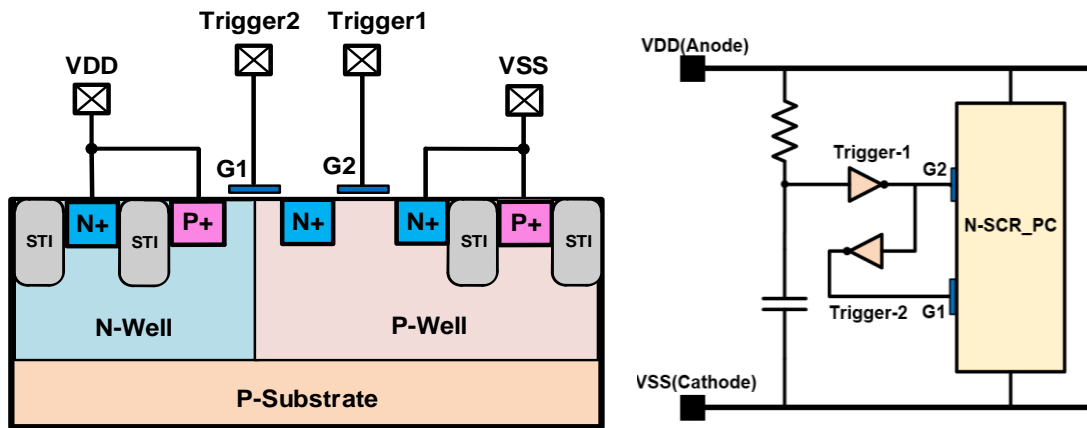 Trigger2
Trigger1
VDD
VSS
G1
G2
STI
N+
STI
P+
N+
N+
STI
P+
STI
N-Well
P-Well
P-Substrate
VDD(Anode)
Trigger-1
G2
N-SCR_PC
Trigger-2
G1
VSS(Cathode)